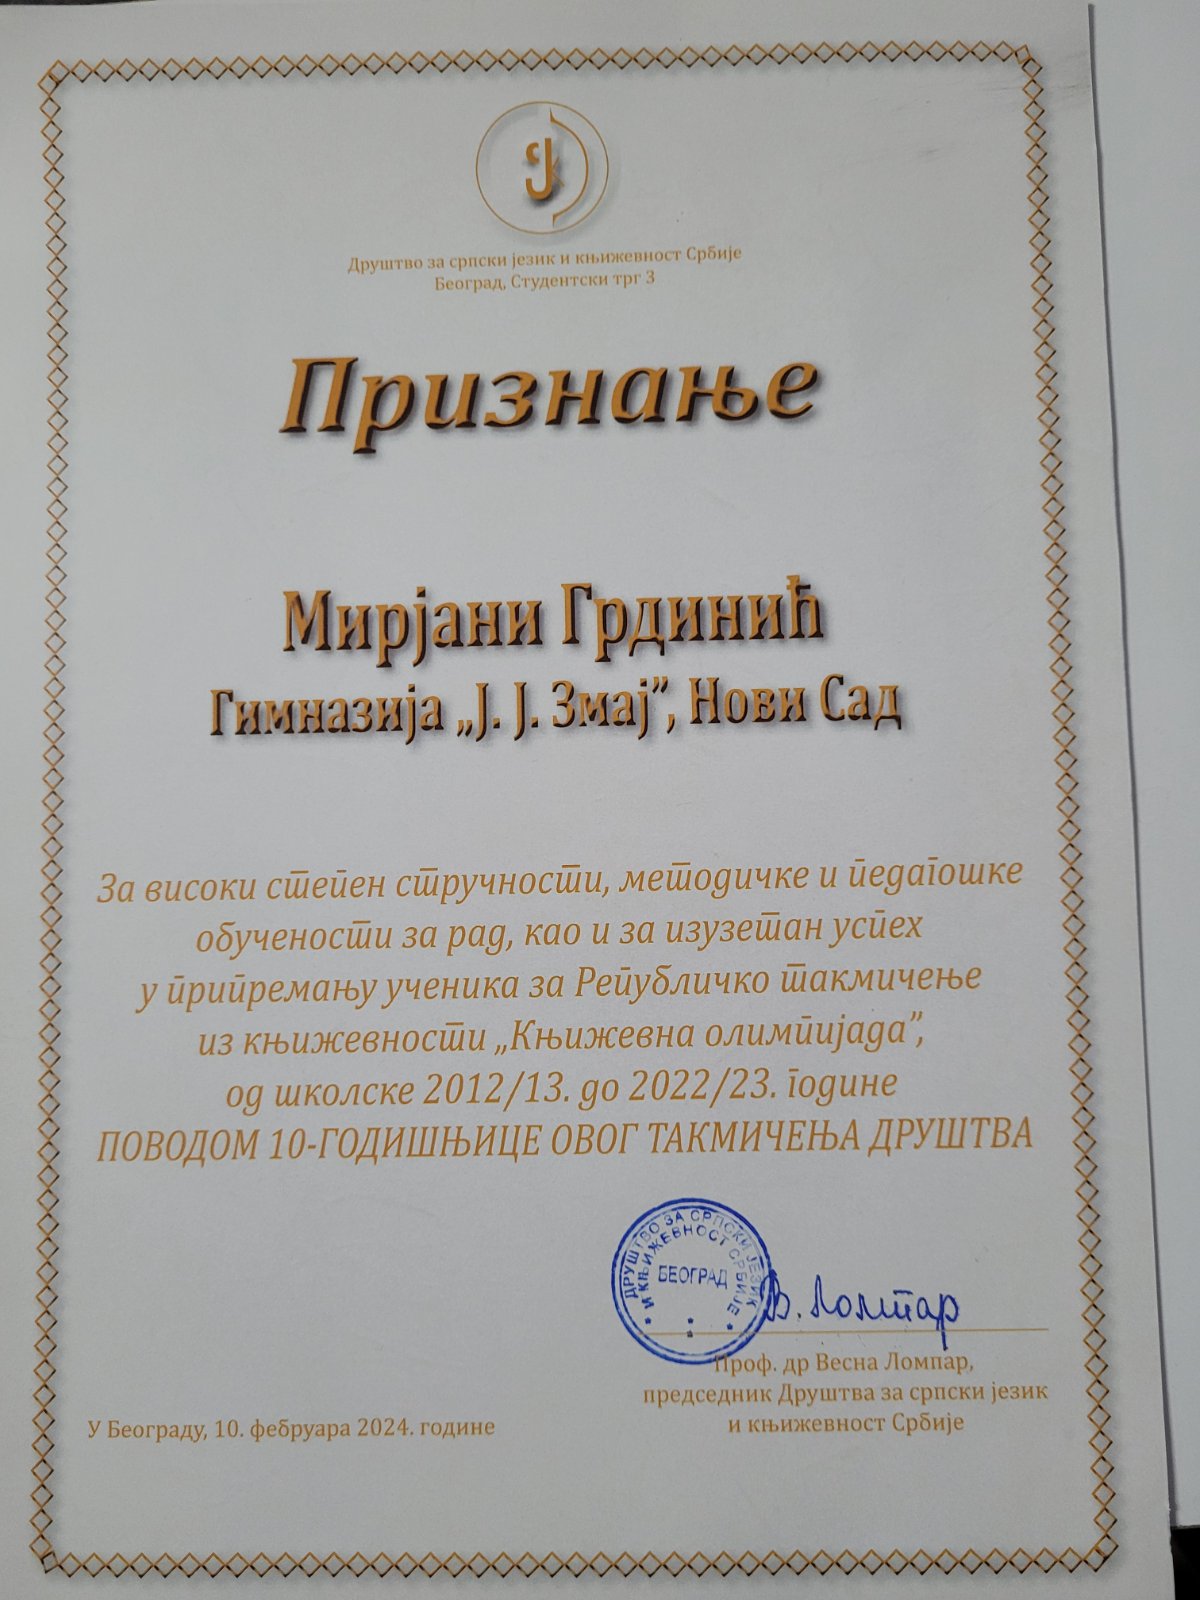 Друштво за српски језик и књижевност Србије
Београд, Студентски трг 3
Признање
Мирјани Грдинић
Гимназија „Ј. Ј. Змај”, Нови Сад
За високи степен стручности, методичке и педагошке
обучености за рад, као и за изузетан успех
у припремању ученика за Републичко такмичење
из књижевности „Књижевна олимпијада”,
од школске 2012/13. до 2022/23. године
ПОВОДОМ 10-ГОДИШЊИЦЕ ОВОГ ТАКМИЧЕЊА ДРУШТВА
ДРУШТВО ЗА СРПСКИ ЈЕЗИК
И КЊИЖЕВНОСТ СРБИЈЕ
БЕОГРАД
В. Ломпар
Проф. др Весна Ломпар,
председник Друштва за српски језик
и књижевност Србије
У Београду, 10. фебруара 2024. године